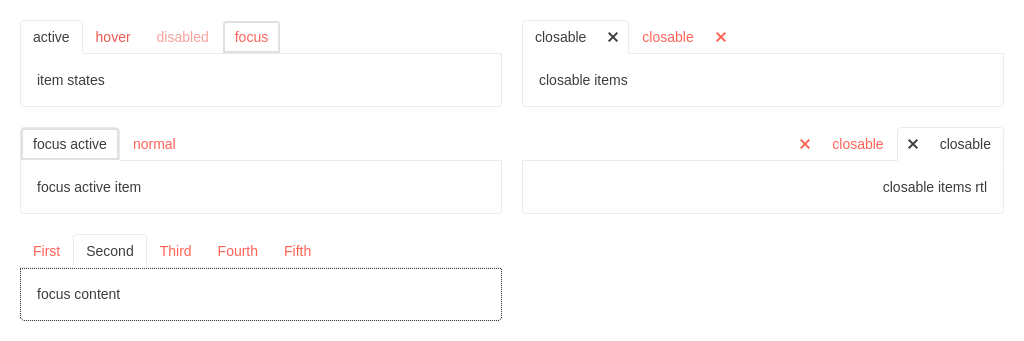 active hover disabled focus
item states
closable closable
closable items
focus active normal
focus active item
closable closable
closable items rtl
First Second Third Fourth Fifth
focus content